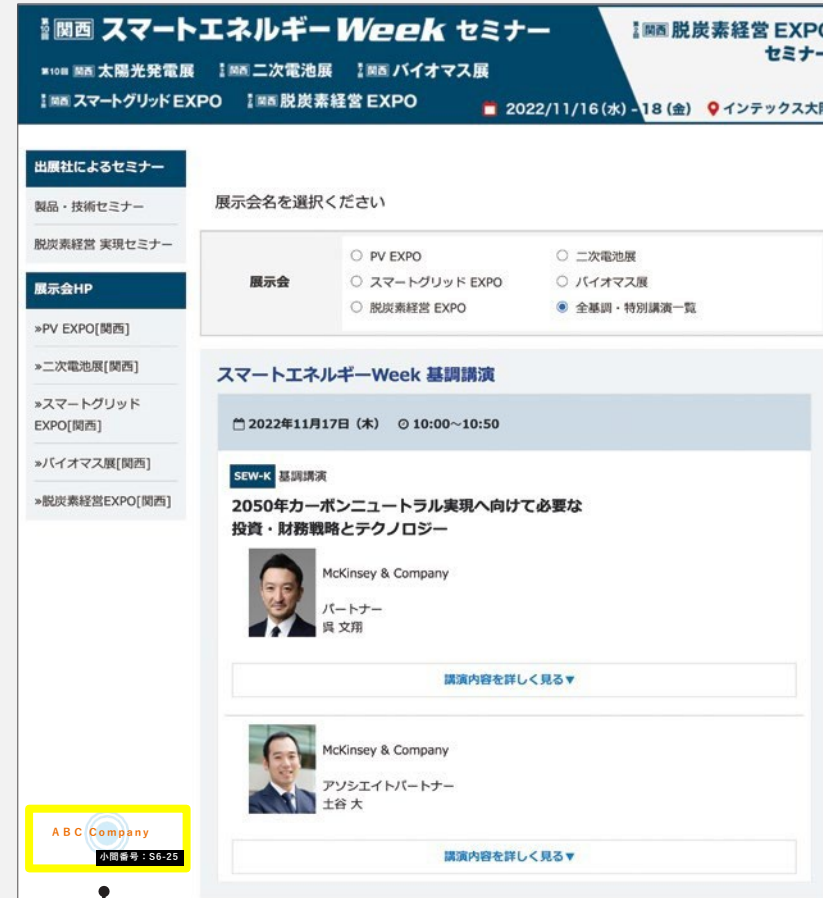 第10回 関西 スマートエネルギーWeek セミナー
関西 脱炭素経営 EXPO
セミナー
第10回 関西 太陽光発電展 関西 二次電池展 関西 バイオマス展
関西 スマートグリッドEXPO 関西 脱炭素経営EXPO
2022/11/16(水) - 18(金) インテックス大阪
出展社によるセミナー
製品・技術セミナー
脱炭素経営 実現セミナー
展示会HP
»PV EXPO[関西]
»二次電池展[関西]
»スマートグリッド
EXPO[関西]
»バイオマス展[関西]
»脱炭素経営EXPO[関西]
展示会名を選択ください
展示会
PV EXPO
二次電池展
スマートグリッド EXPO
バイオマス展
脱炭素経営 EXPO
全基調・特別講演一覧
スマートエネルギーWeek 基調講演
2022年11月17日（木） 10:00～10:50
SEW-K 基調講演
2050年カーボンニュートラル実現へ向けて必要な
投資・財務戦略とテクノロジー
McKinsey & Company
パートナー
呉 文翔
講演内容を詳しく見る▼
McKinsey & Company
アソシエイトパートナー
土谷 大
講演内容を詳しく見る▼
ABC Company
小間番号：S6-25